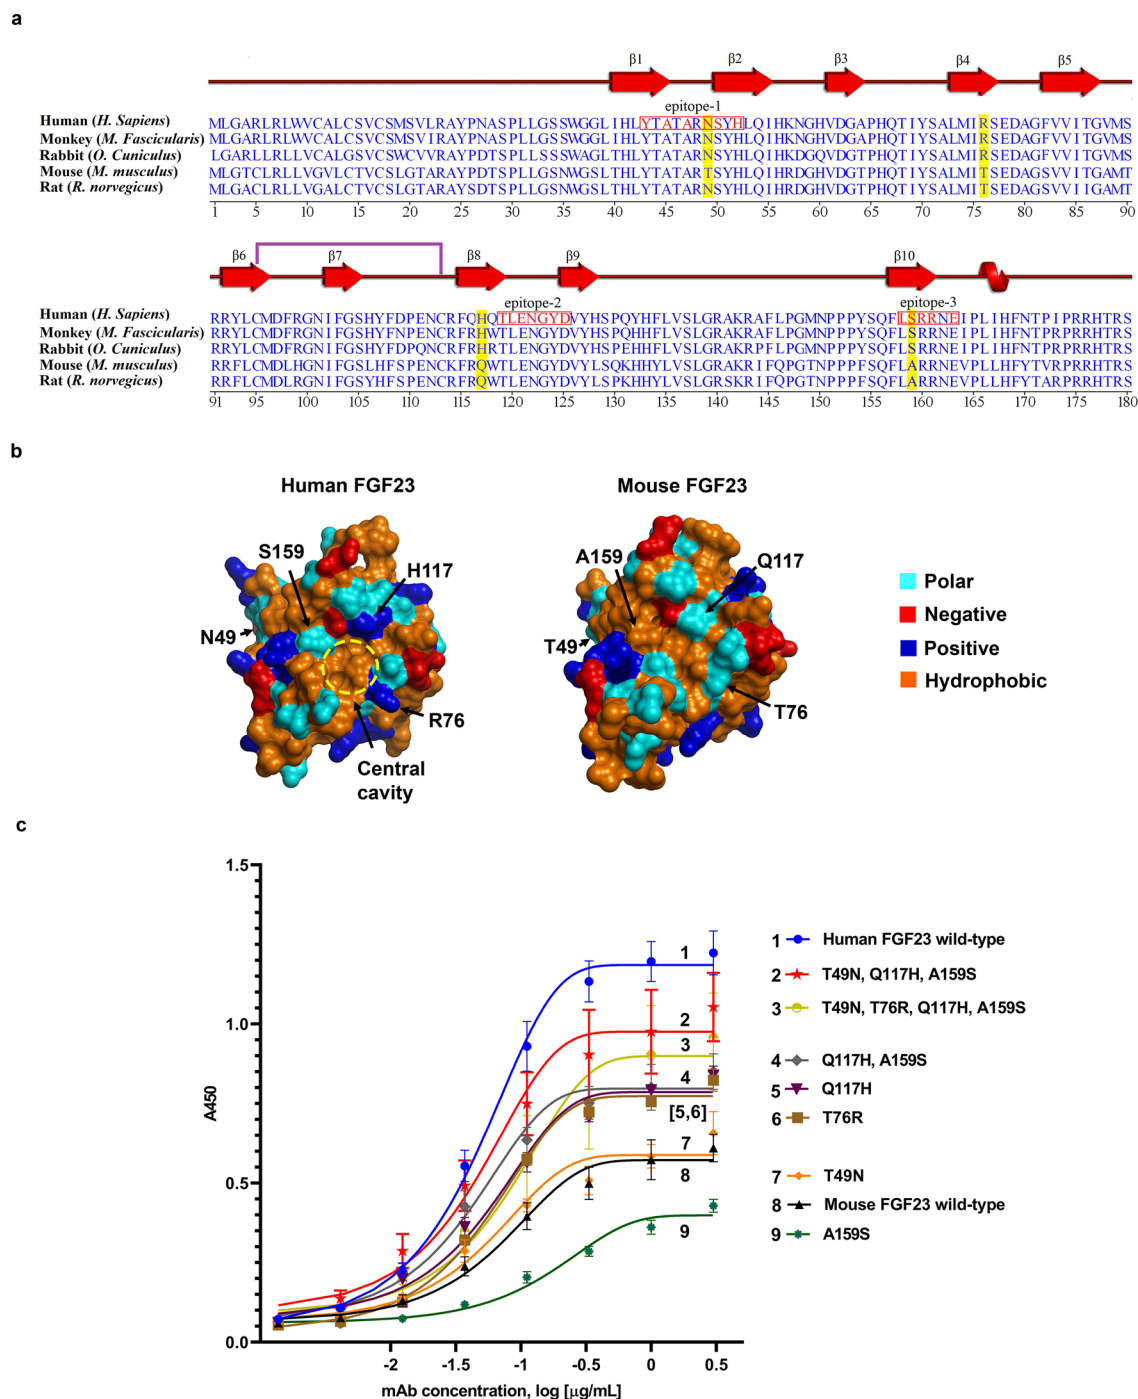 a
β1 β2 β3 β4 β5
epitope-1
Human (H. Sapiens) MLGARLRLWVCALCSVCSMSVLRAYPNASPLLGSSWGGLIHLYTATARNSYHLQIHKNGHVDGAPHQTIYSALMIRSEDAGFVVITGVMS
Monkey (M. Fascicularis) MLGARLRLWVCALCSVCSMSVIRAYPNASPLLGSSWGGLTHLYTATARNSYHLQIHKNGHVDGAPHQTIYSALMIRSEDAGFVVITGVMS
Rabbit (O. Cuniculus) LGARLRLLVCALGSVCSWCVVRAYPDTSPLLSSSWAGLTHLYTATARNSYHLQIHKDGQVDGTPHQTIYSALMIRSEDAGFVVITGVMS
Mouse (M. musculus) MLGTCLRLLVGVLCTVCSLGTARAYPDTSPLLGSNWGSLTHLYTATARTSYHLQIHRDGHVDGTPHQTIYSALMITSEDAGSVVITGAMT
Rat (R. norvegicus) MLGACLRLLVGALCTVCSLGTARAYSDTSPLLGSNWGSLTHLYTATARNSYHLQIHRDGHVDGTPHQTIYSALMITSEDAGSVVIIGAMT
1 5 10 15 20 25 30 35 40 45 50 55 60 65 70 75 80 85 90
β6 β7 β8 β9 β10
epitope-2 epitope-3
Human (H. Sapiens) RRYLCMDFRGNIFGSHYFDPENCRFQHQTLENGYDVYHSPQYHFLVSLGRAKRAFLPGMNPPPYSQFLSRRNEIPLIHFNTPIPRRHTRS
Monkey (M. Fascicularis) RRYLCMDFRGNIFGSHYFNPENCRFRHWTLENGYDVYHSPQHHFLVSLGRAKRAFLPGMNPPPYSQFLSRRNEIPLIHFNTPRPRRHTRS
Rabbit (O. Cuniculus) RRYLCMDFRGNIFGSHYFDPQNCRFRHRTLENGYDVYHSPEHHFLVSLGRAKRPFLPGMNPPPYSQFLSRRNEIPLIHFNTPRPRRHTRS
Mouse (M. musculus) RRFLCMDLHGNIFGSLHFSPENCKFRQWTLENGYDVYLSQKHHYLVSLGRAKRIFQPGTNPPPFSQFLARRNEVPLLHFYTVRPRRHTRS
Rat (R. norvegicus) RRFLCMDLRGNIFGSYHFSPENCRFRQWTLENGYDVYLSPKHHYLVSLGRSKRIFQPGTNPPPFSQFLARRNEVPLLHFYTARPRRHTRS
91 95 100 105 110 115 120 125 130 135 140 145 150 155 160 165 170 175 180
b
Human FGF23 Mouse FGF23
S159
H117
N49
R76
Central
cavity
A159
Q117
T49
T76
Polar
Negative
Positive
Hydrophobic
c
1.5
1.0
0.5
0.0
A450
1
2
3
4
[5,6]
7
8
9
-2 -1.5 -1 -0.5 0 0.5
mAb concentration, log [µg/mL]
1 Human FGF23 wild-type
2 T49N, Q117H, A159S
3 T49N, T76R, Q117H, A159S
4 Q117H, A159S
5 Q117H
6 T76R
7 T49N
8 Mouse FGF23 wild-type
9 A159S